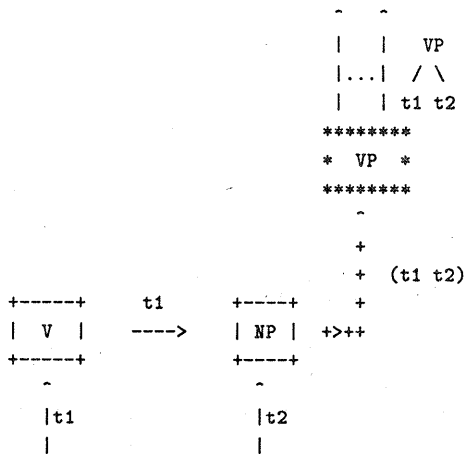 ^ ^
| | VP
|...| / \
| | t1 t2
********
* VP *
********
^
+
+ (t1 t2)
+-----+ t1 +----+ +
| V | ----> | NP | +>++
+-----+ +----+
^ ^
|t1 |t2
| |